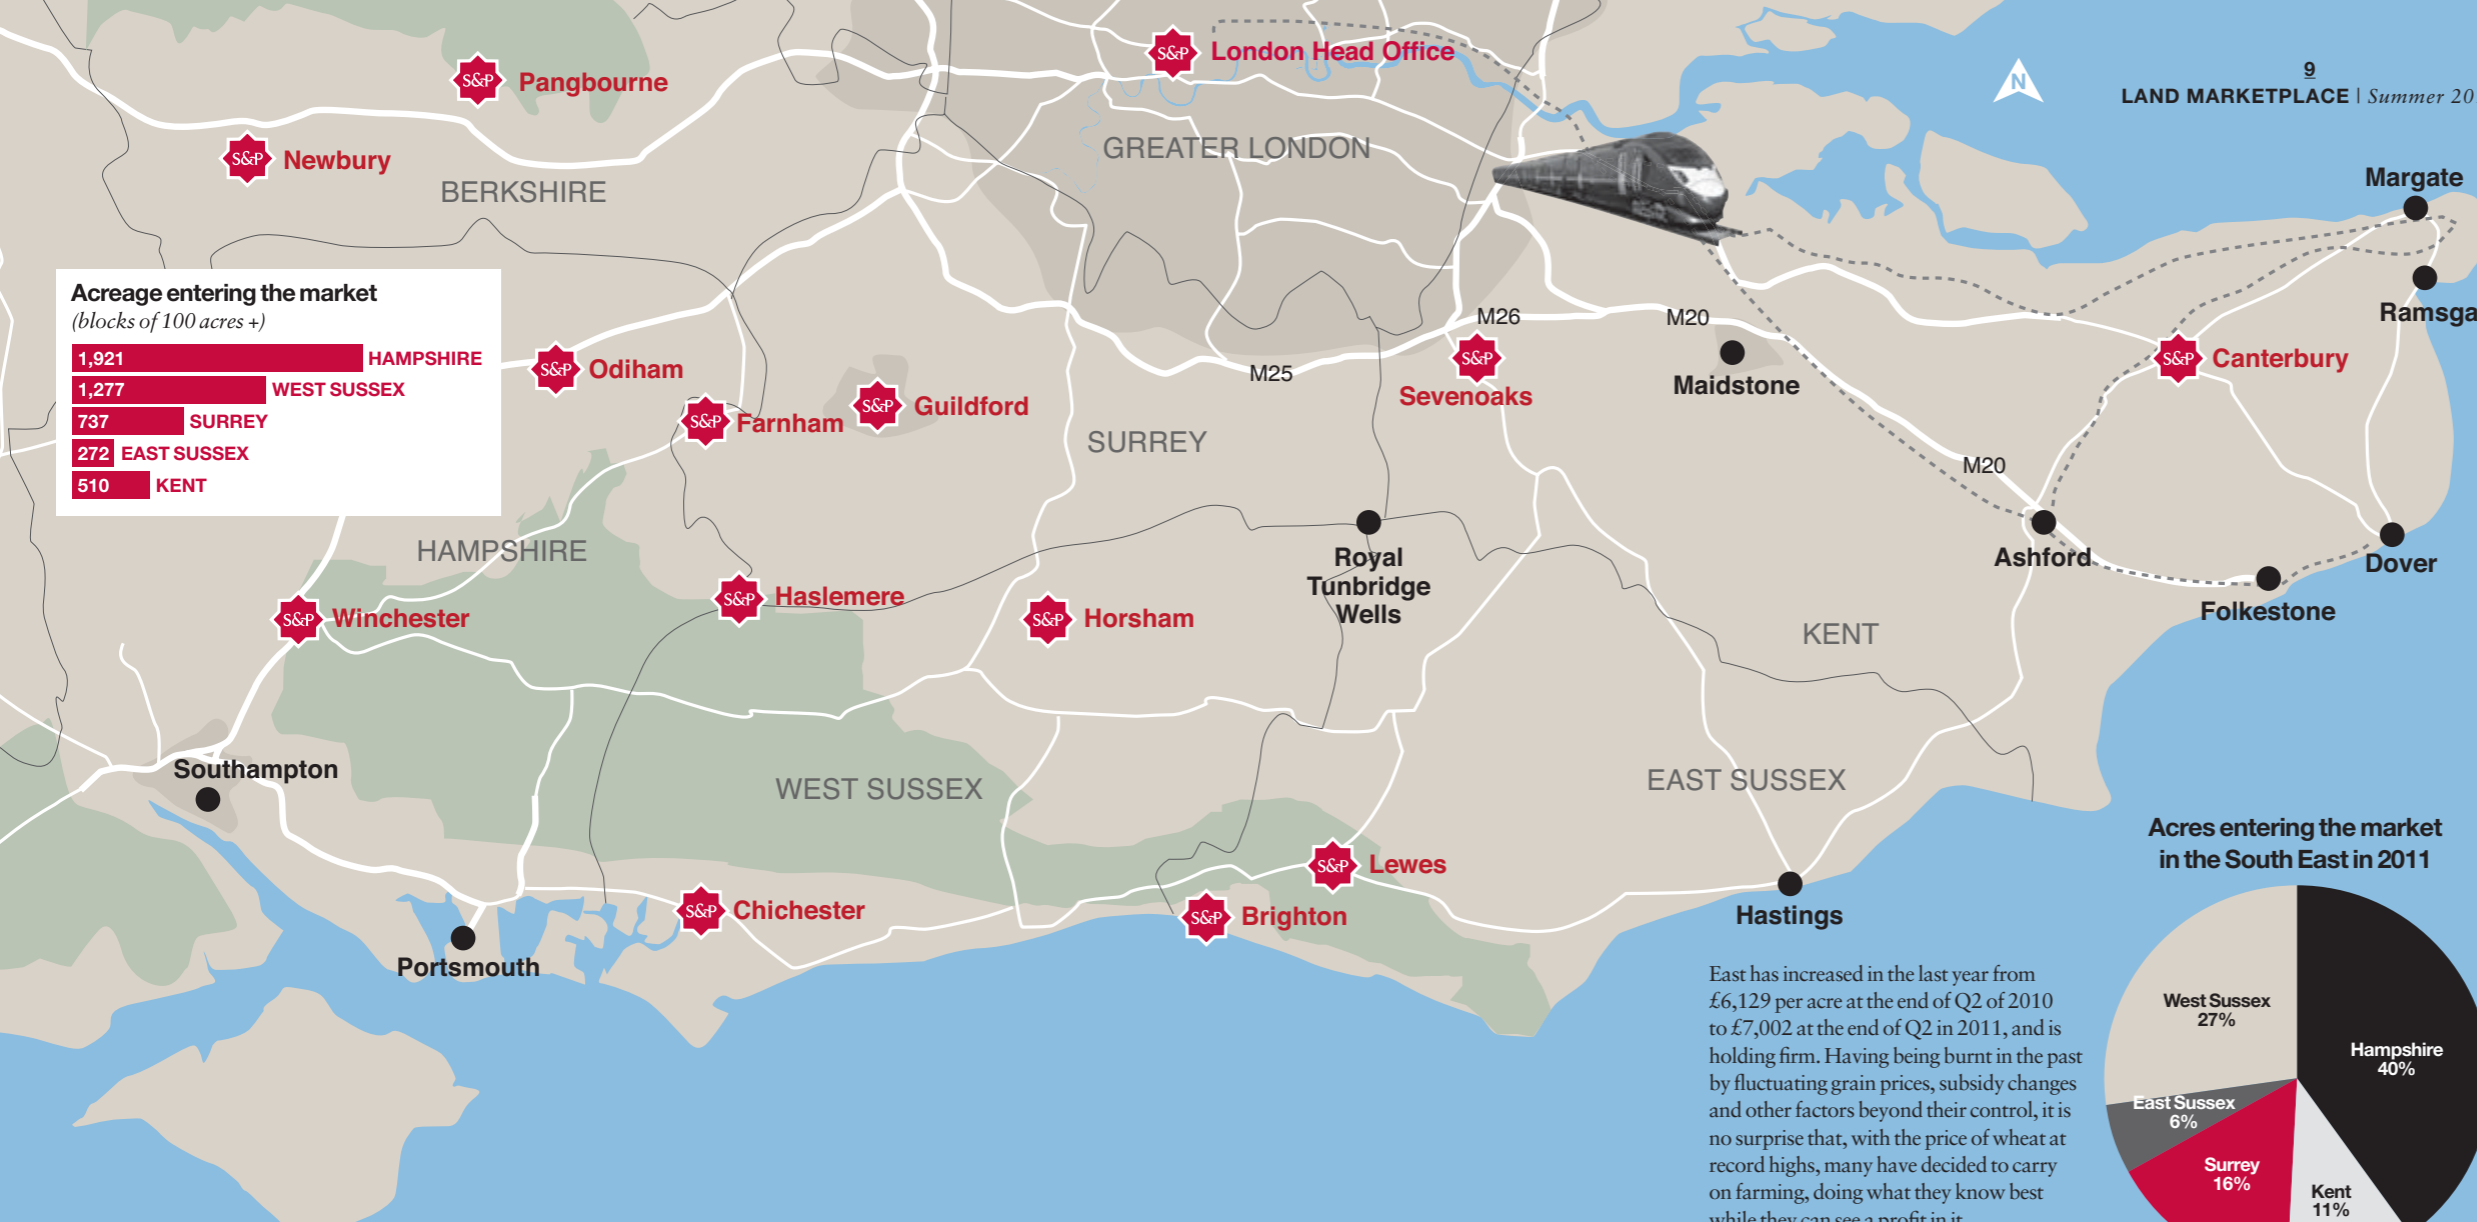 9
LAND MARKETPLACE | Summer 20
S&P London Head Office
S&P Pangbourne
S&P Newbury
BERKSHIRE
GREATER LONDON
N
Margate
Ramsga
Acreage entering the market
(blocks of 100 acres +)
1,921 HAMPSHIRE
1,277 WEST SUSSEX
737 SURREY
272 EAST SUSSEX
510 KENT
S&P Odiham
S&P Farnham
S&P Guildford
M25
M26
M20
S&P
Sevenoaks
Maidstone
S&P Canterbury
SURREY
M20
HAMPSHIRE
Royal
Tunbridge
Wells
Ashford
Dover
Folkestone
S&P Winchester
S&P Haslemere
S&P Horsham
KENT
Southampton
WEST SUSSEX
EAST SUSSEX
S&P Lewes
S&P Chichester
S&P Brighton
Hastings
Portsmouth
East has increased in the last year from
£6,129 per acre at the end of Q2 of 2010
to £7,002 at the end of Q2 in 2011, and is
holding firm. Having being burnt in the past
by fluctuating grain prices, subsidy changes
and other factors beyond their control, it is
no surprise that, with the price of wheat at
record highs, many have decided to carry
on farming, doing what they know best
while they can see a profit in it.
Acres entering the market
in the South East in 2011
West Sussex
27%
Hampshire
40%
East Sussex
6%
Surrey
16%
Kent
11%